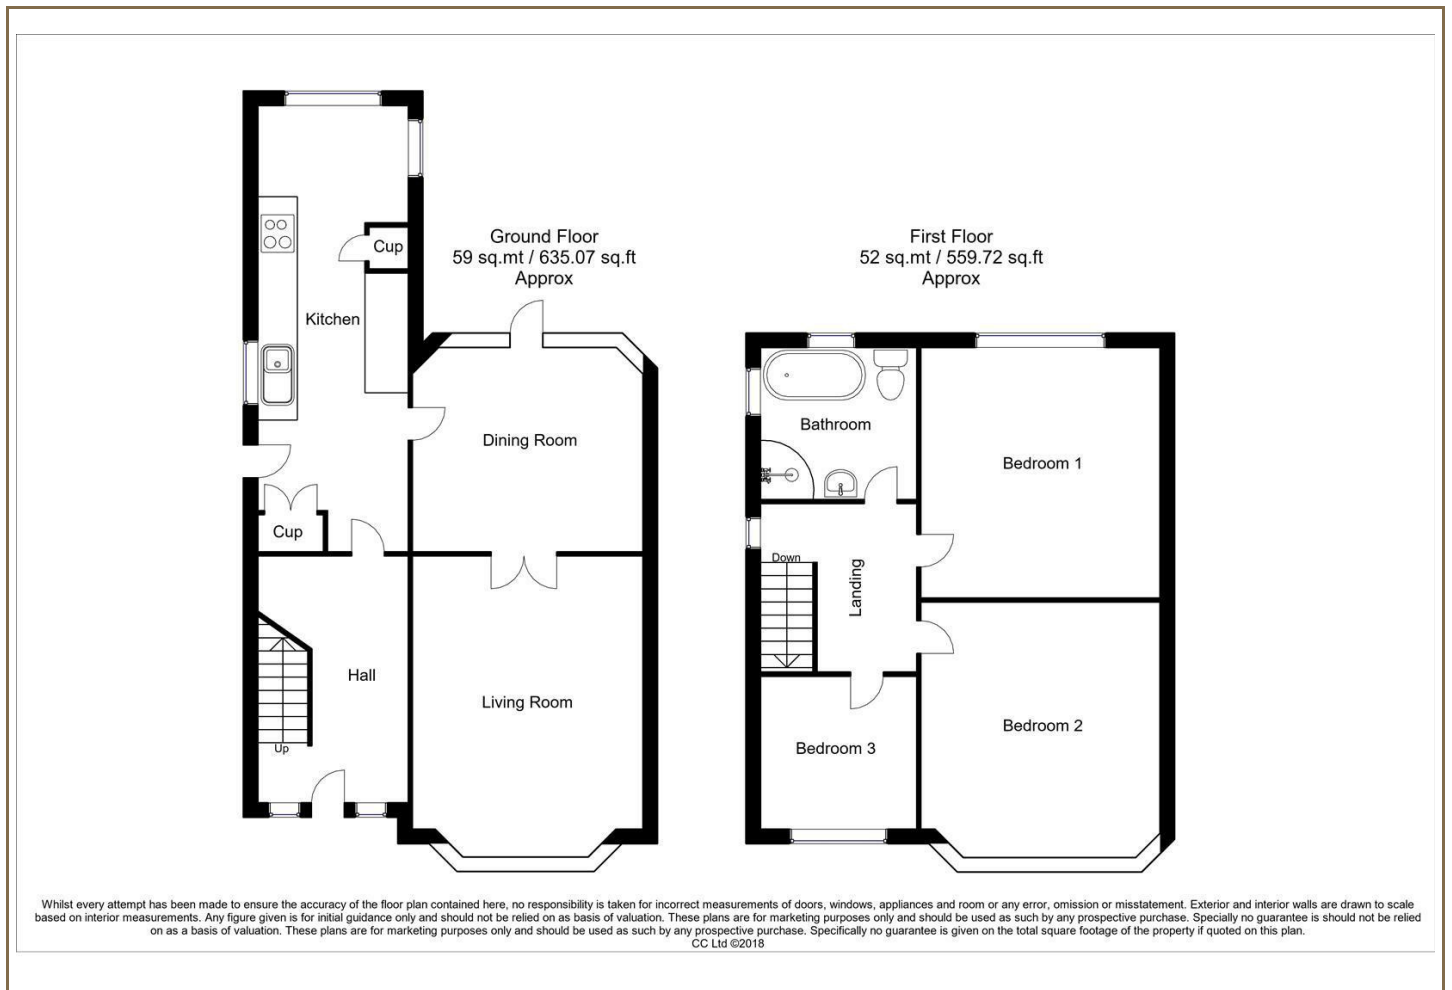 Ground Floor
59 sq.mt / 635.07 sq.ft
Approx
Cup
Kitchen
Dining Room
Cup
Hall
Living Room
Up
First Floor
52 sq.mt / 559.72 sq.ft
Approx
Bathroom
Bedroom 1
Down
Landing
Bedroom 2
Bedroom 3
Whilst every attempt has been made to ensure the accuracy of the floor plan contained here, no responsibility is taken for incorrect measurements of doors, windows, appliances and room or any error, omission or misstatement. Exterior and interior walls are drawn to scale
based on interior measurements. Any figure given is for initial guidance only and should not be relied on as basis of valuation. These plans are for marketing purposes only and should be used as such by any prospective purchase. Specially no guarantee is should not be relied
on as a basis of valuation. These plans are for marketing purposes only and should be used as such by any prospective purchase. Specifically no guarantee is given on the total square footage of the property if quoted on this plan.
CC Ltd ©2018